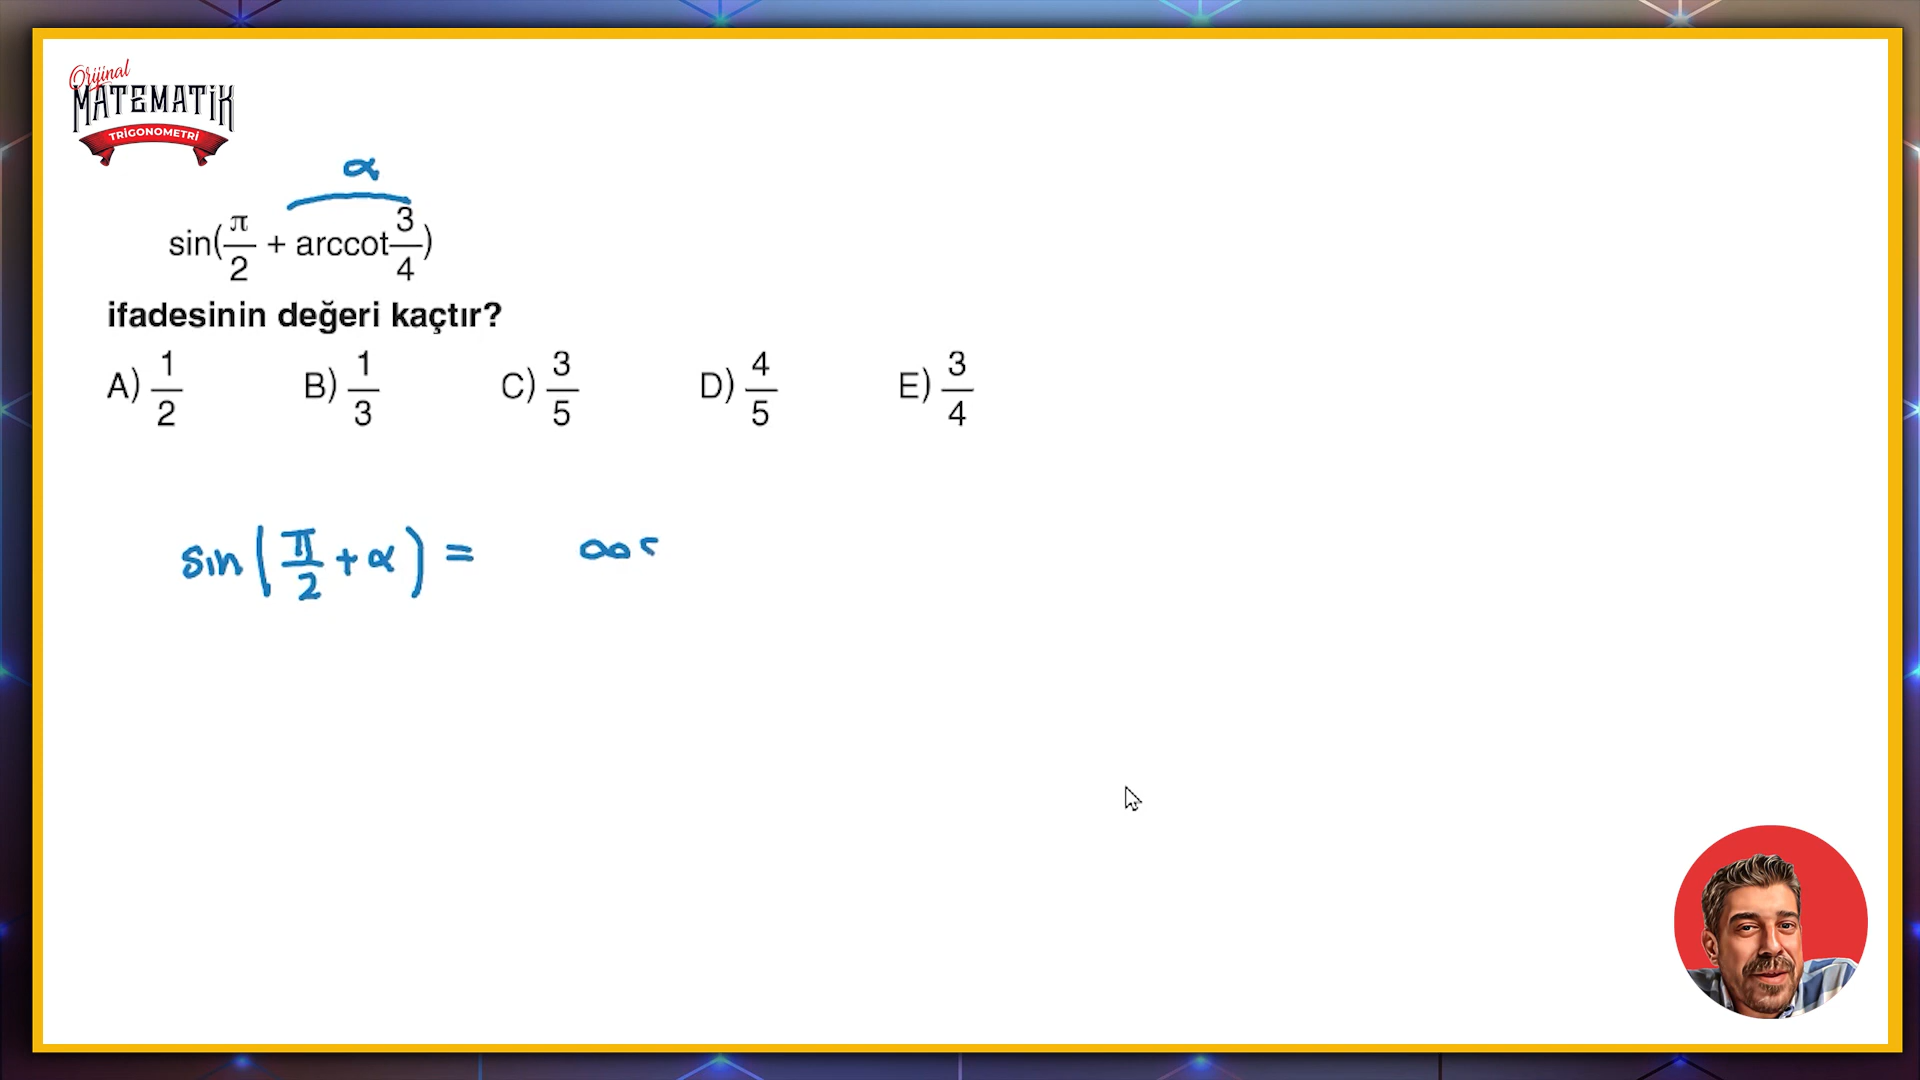 Orijinal
MATEMATİK
TRİGONOMETRİ
α
sin(π/2 + arccot 3/4)
ifadesinin değeri kaçtır?
A) 1/2 B) 1/3 C) 3/5 D) 4/5 E) 3/4
sin(π/2 + α) = cos